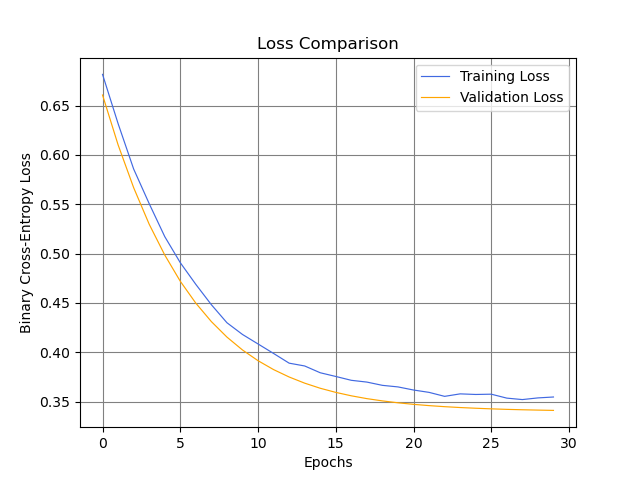 Loss Comparison
Training Loss
Validation Loss
Binary Cross-Entropy Loss
0.65
0.60
0.55
0.50
0.45
0.40
0.35
0 5 10 15 20 25 30
Epochs